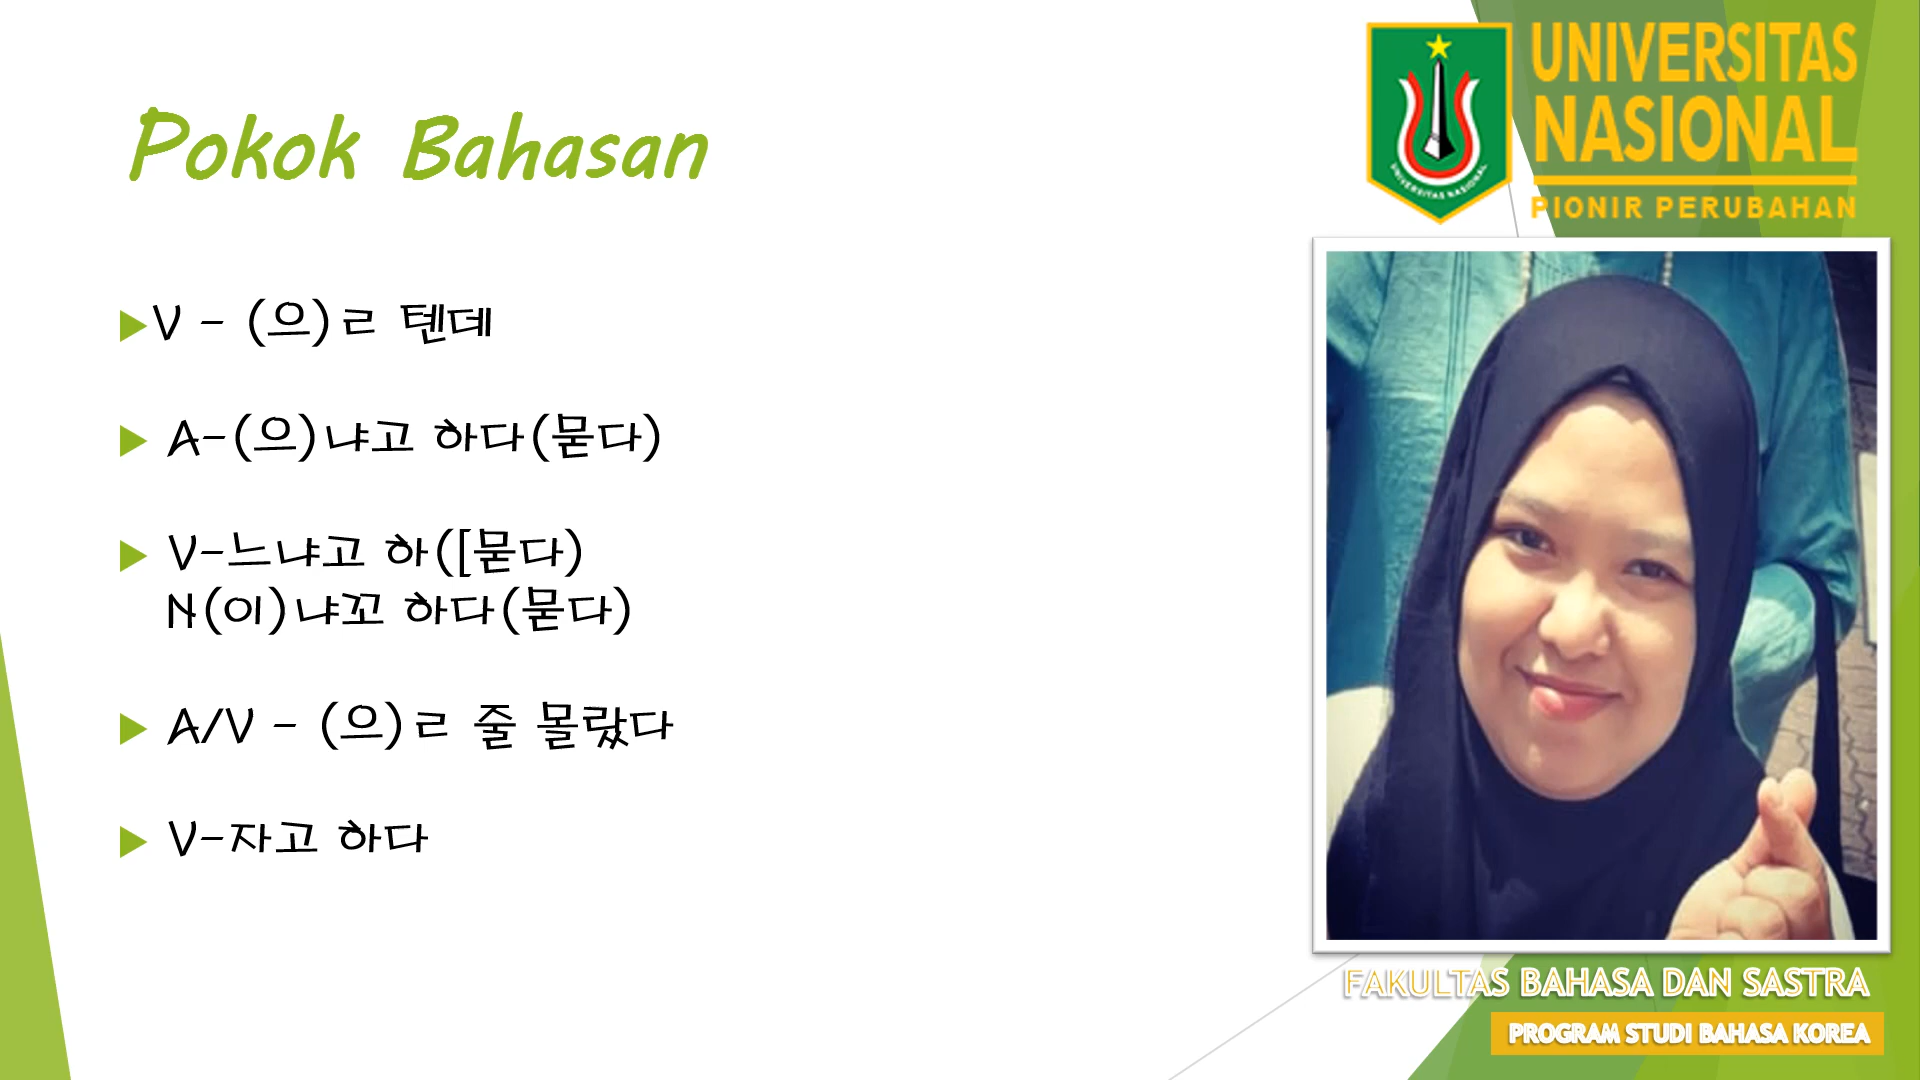 Pokok Bahasan
V - (으)ㄹ 텐데
A-(으)냐고 하다(묻다)
V-느냐고 하([묻다)
N(이)냐꼬 하다(묻다)
A/V - (으)ㄹ 줄 몰랐다
V-자고 하다
UNIVERSITAS
NASIONAL
PIONIR PERUBAHAN
UNIVERSITAS NASIONAL
FAKULTAS BAHASA DAN SASTRA
PROGRAM STUDI BAHASA KOREA